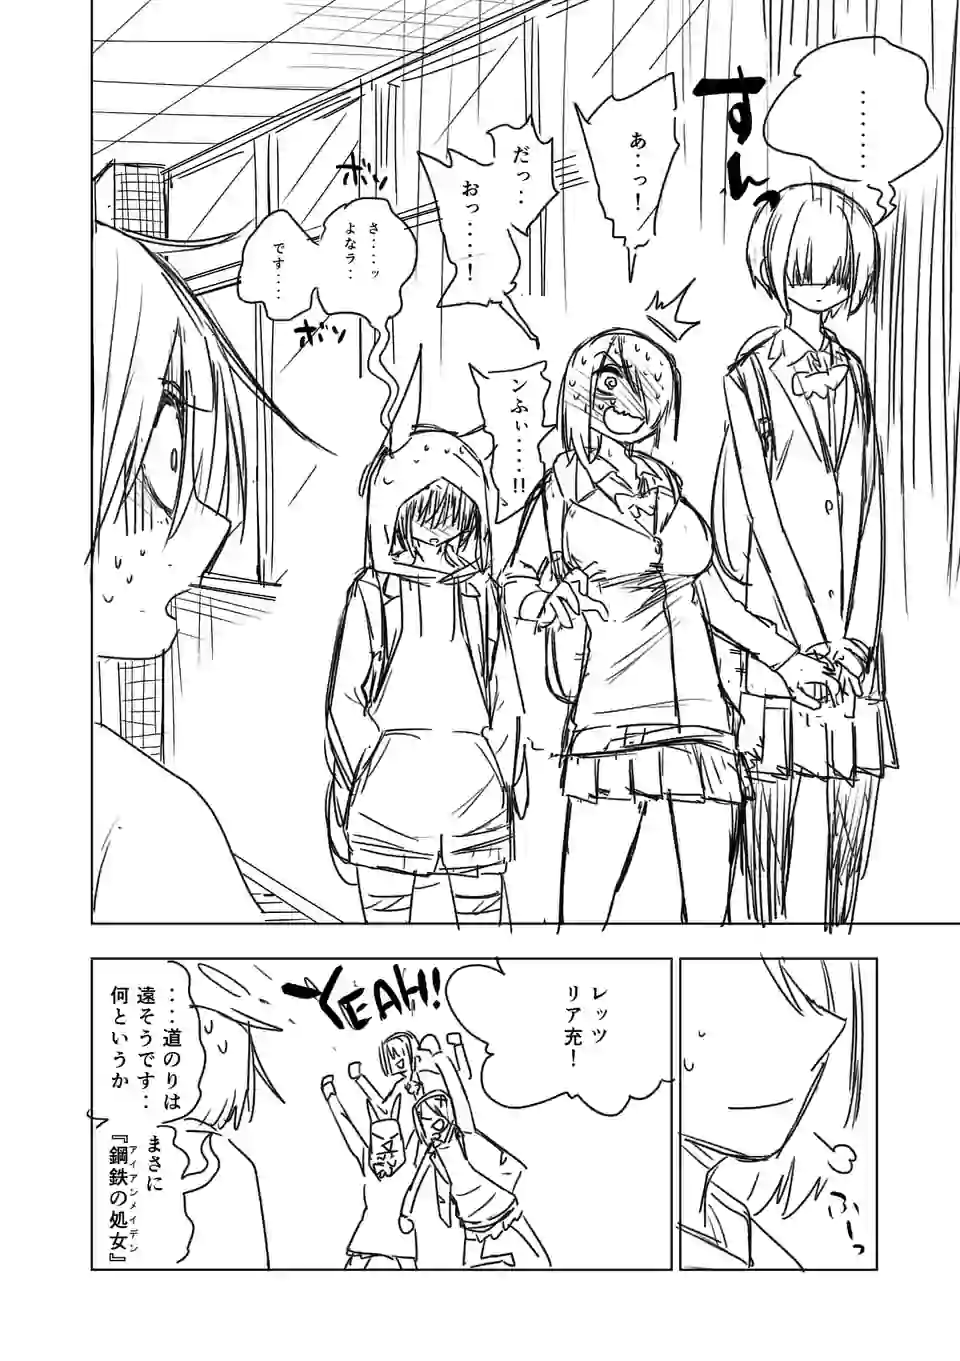 ・・・・・・・・・
すんっ
あ・・っ！
だっ・・
おっ・・・・・！
ンふぃ・・・・・!!
ボソ
さ・・・・ッ
よなラ・・
です・・・・
ボソ
ふーっ
レッツ
リア充！
YEAH!
・・・・道のりは
遠そうです・・
何というか
まさに
『鋼鉄の処女』
アイアンメイデン